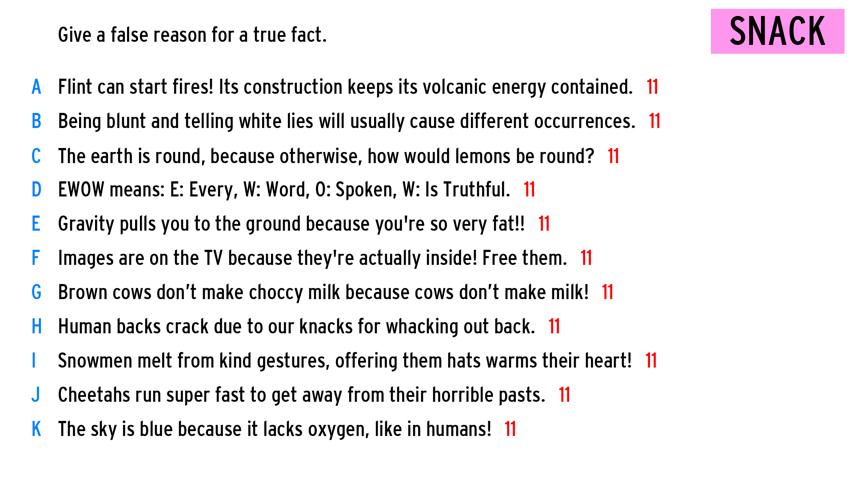 Give a false reason for a true fact.
SNACK
A Flint can start fires! Its construction keeps its volcanic energy contained. 11
B Being blunt and telling white lies will usually cause different occurrences. 11
C The earth is round, because otherwise, how would lemons be round? 11
D EWOW means: E: Every, W: Word, O: Spoken, W: Is Truthful. 11
E Gravity pulls you to the ground because you're so very fat!! 11
F Images are on the TV because they're actually inside! Free them. 11
G Brown cows don’t make choccy milk because cows don’t make milk! 11
H Human backs crack due to our knacks for whacking out back. 11
I Snowmen melt from kind gestures, offering them hats warms their heart! 11
J Cheetahs run super fast to get away from their horrible pasts. 11
K The sky is blue because it lacks oxygen, like in humans! 11